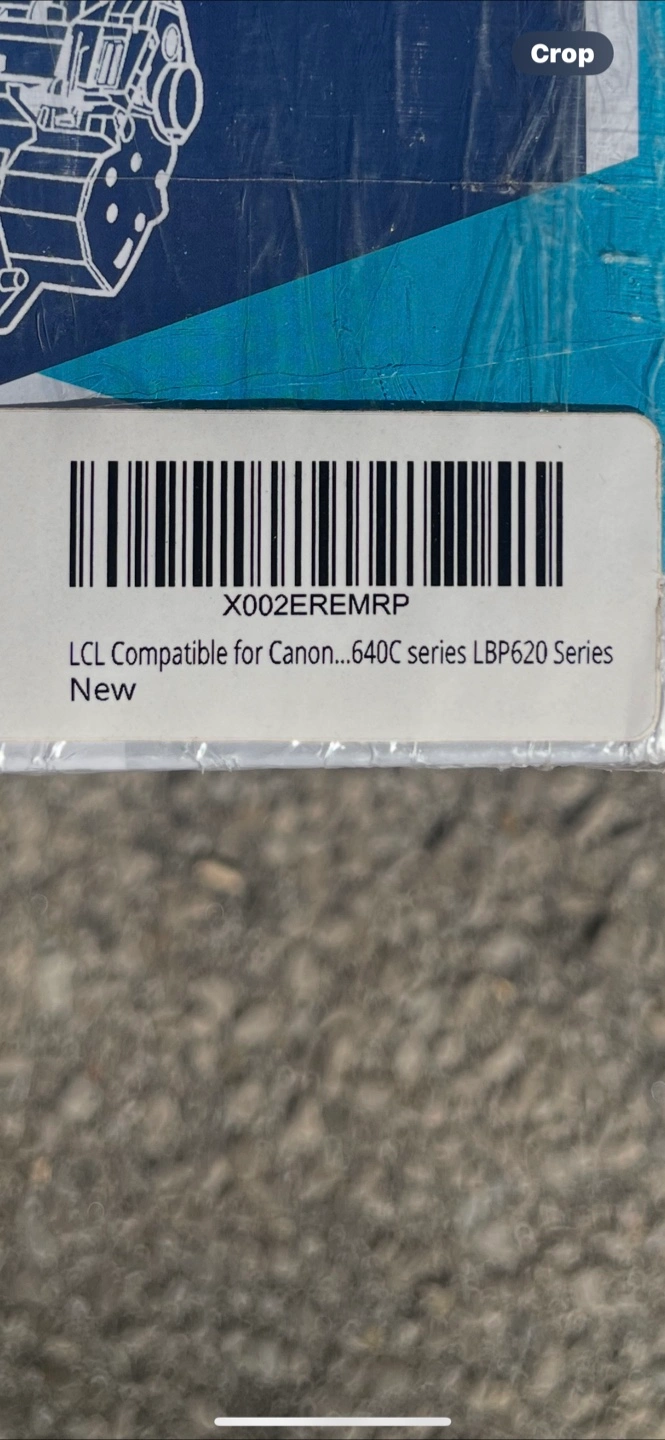 Crop
X002EREMRP
LCL Compatible for Canon...640C series LBP620 Series
New